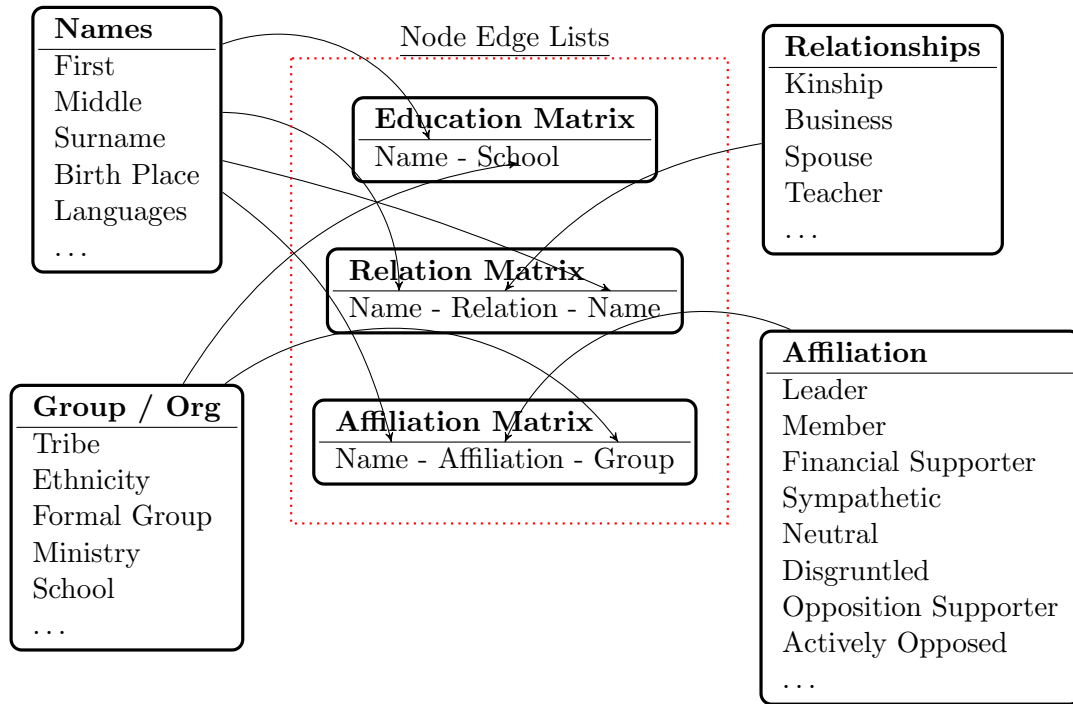 Names
First
Middle
Surname
Birth Place
Languages
. . .
Node Edge Lists
Education Matrix
Name - School
Relation Matrix
Name - Relation - Name
Affiliation Matrix
Name - Affiliation - Group
Relationships
Kinship
Business
Spouse
Teacher
. . .
Group / Org
Tribe
Ethnicity
Formal Group
Ministry
School
. . .
Affiliation
Leader
Member
Financial Supporter
Sympathetic
Neutral
Disgruntled
Opposition Supporter
Actively Opposed
. . .